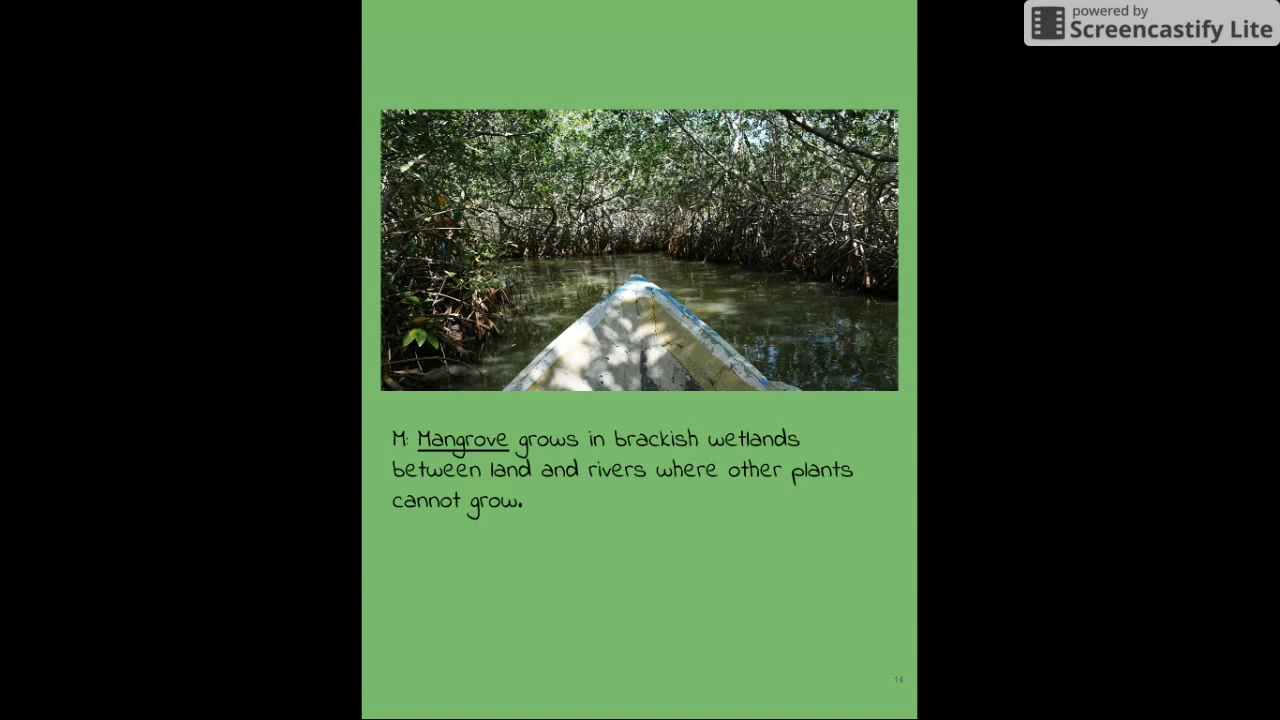 powered by
Screencastify Lite
M: Mangrove grows in brackish wetlands
between land and rivers where other plants
cannot grow.
14